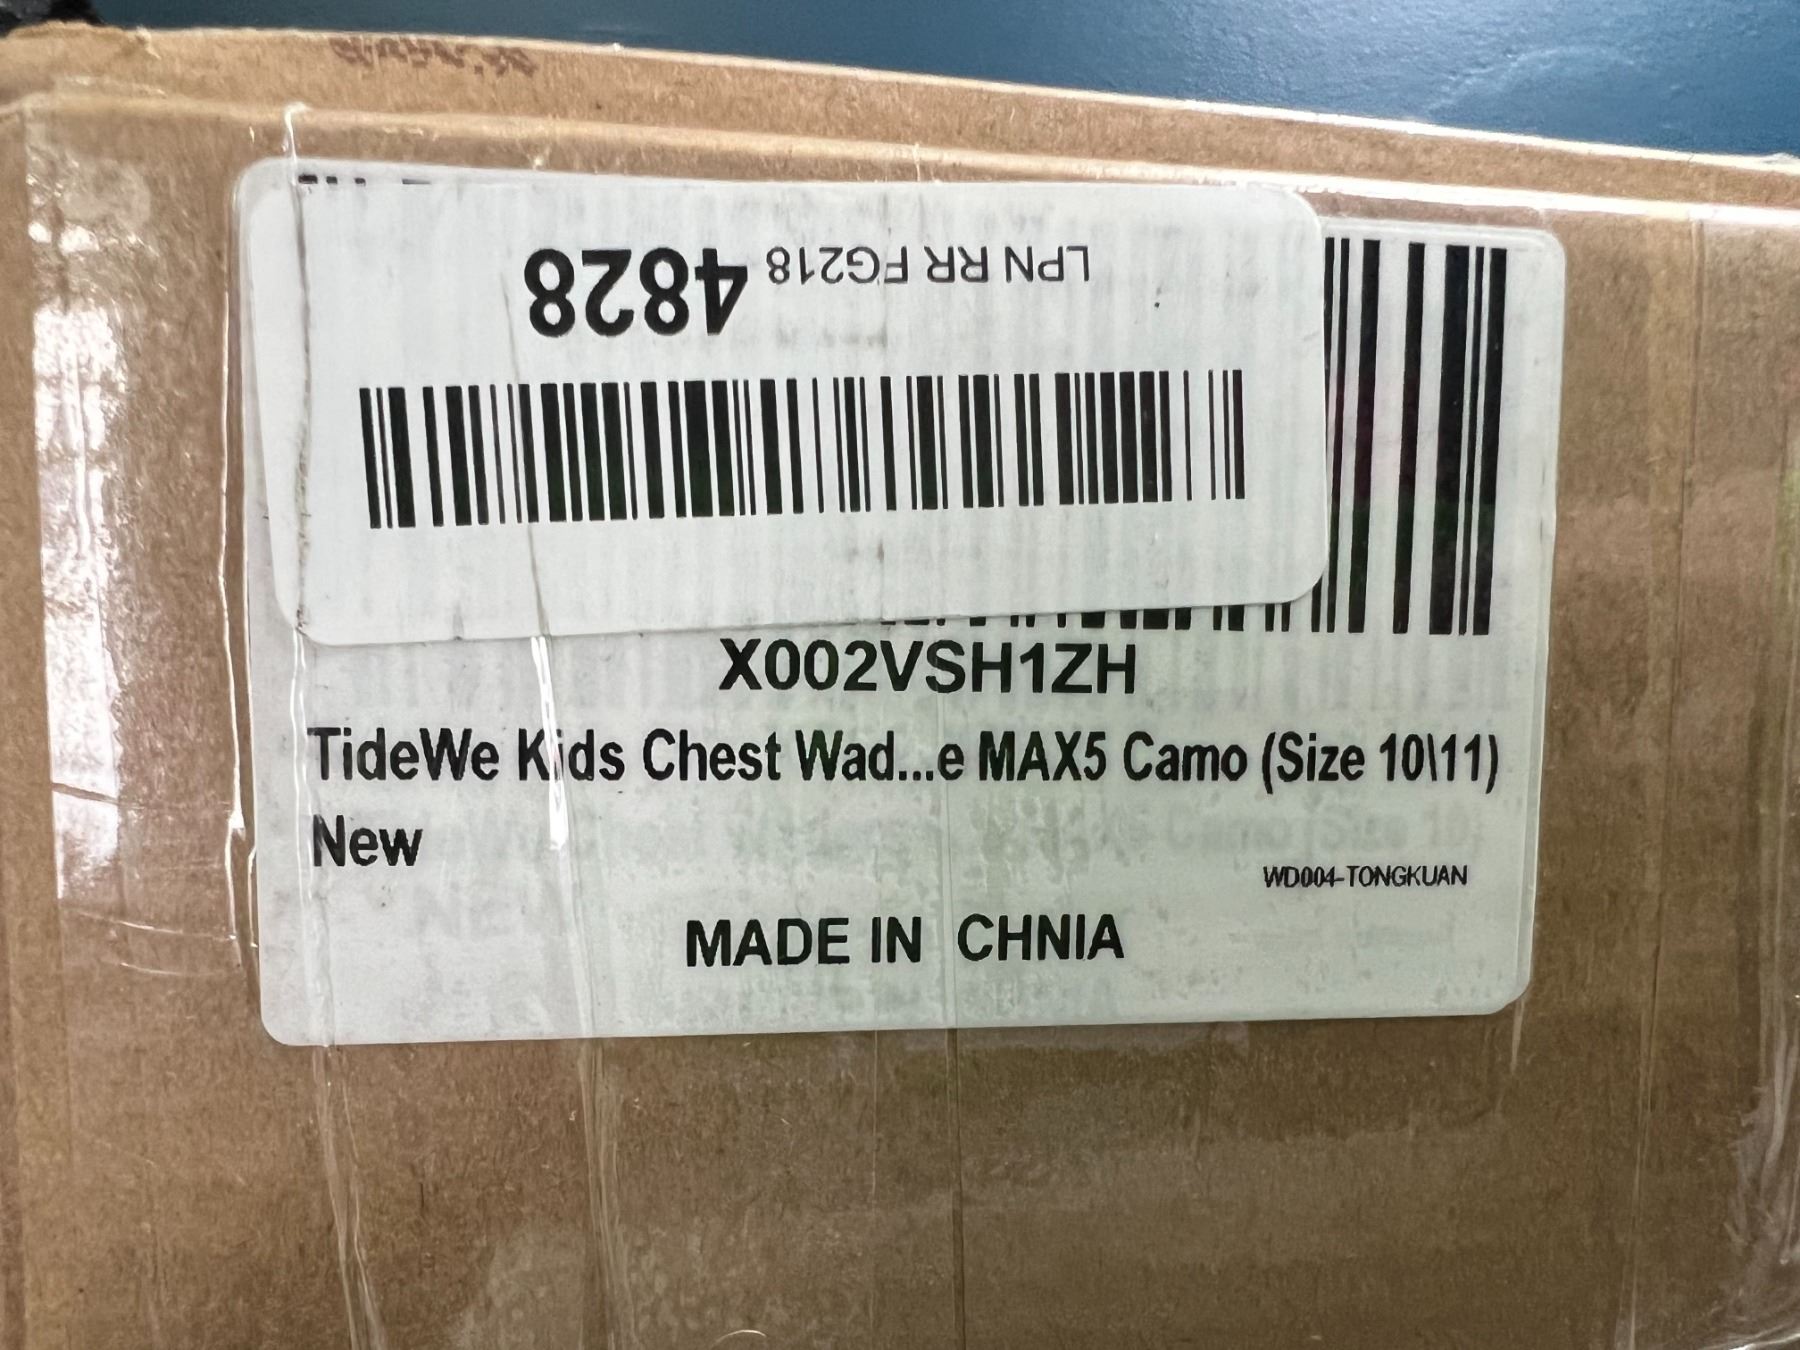 LPN RR FG218 4828
X002VSH1ZH
TideWe Kids Chest Wad...e MAX5 Camo (Size 10\11)
New
WD004-TONGKUAN
MADE IN CHNIA